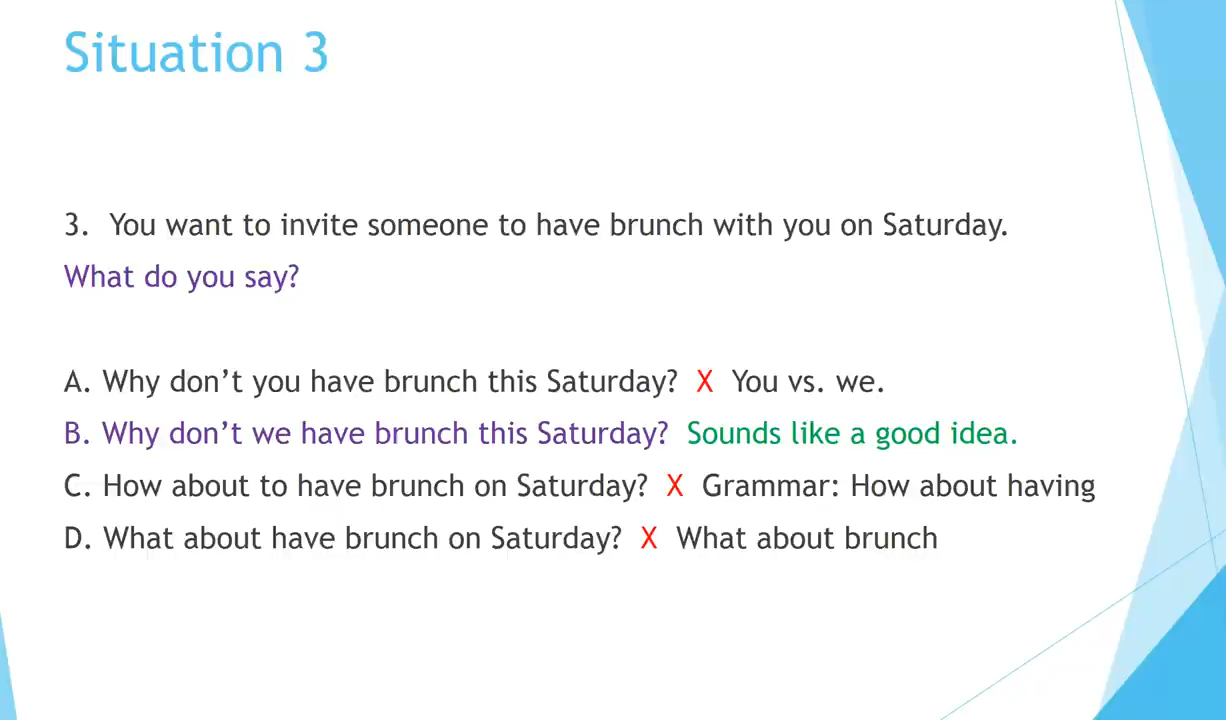 Situation 3
3. You want to invite someone to have brunch with you on Saturday.
What do you say?
A. Why don’t you have brunch this Saturday? X You vs. we.
B. Why don’t we have brunch this Saturday? Sounds like a good idea.
C. How about to have brunch on Saturday? X Grammar: How about having
D. What about have brunch on Saturday? X What about brunch